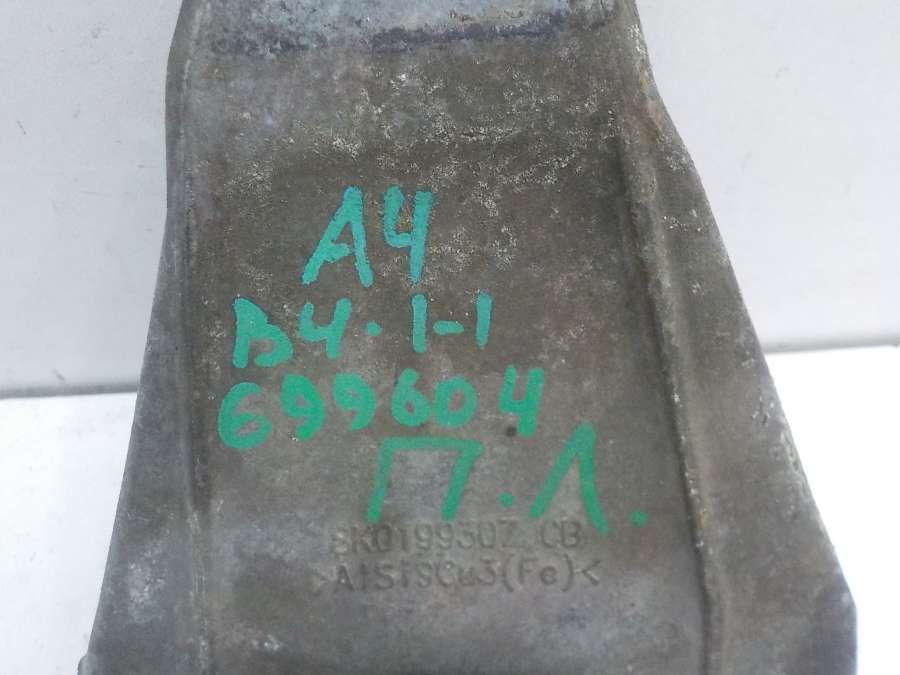 А4
В4.1-1
699604
П.Л.
8K0199307 CB
>AlSi9Cu3(Fe)<